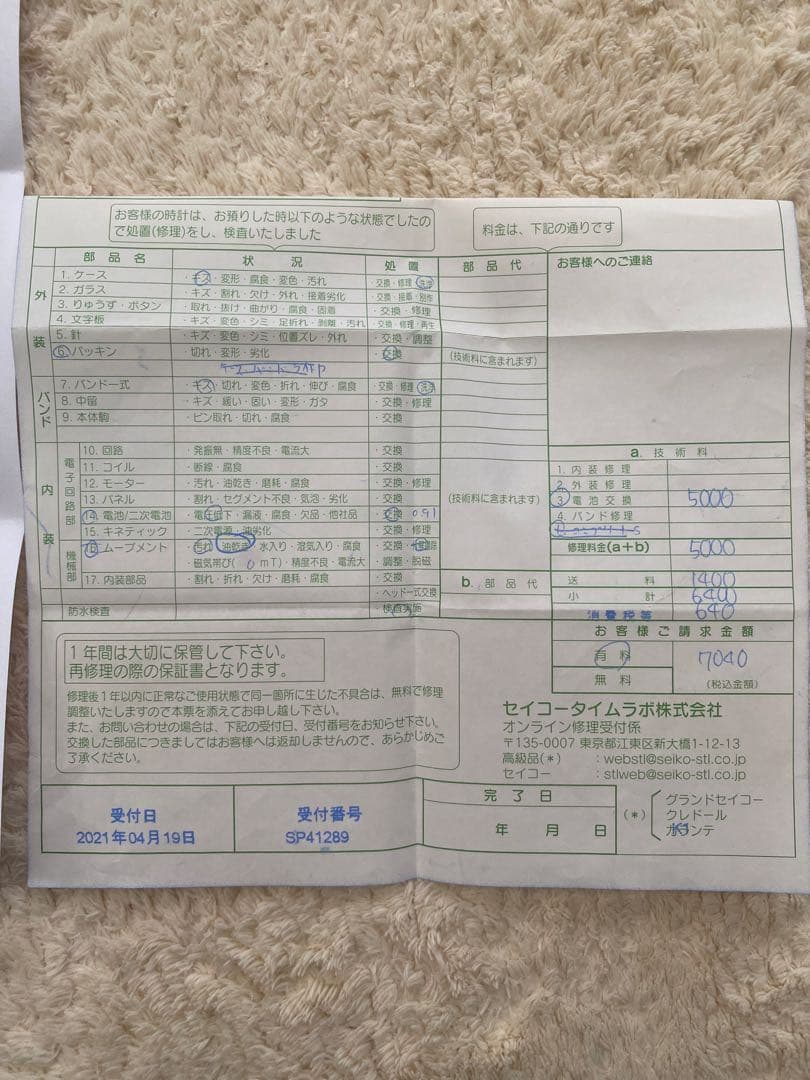 お客様の時計は、お預りした時以下のような状態でしたの
で処置(修理)をし、検査いたしました
料金は、下記の通りです
部品名 状況 処置 部品代 お客様へのご連絡
外装
1. ケース ・キズ・変形・腐食・変色・汚れ ・交換・修理・洗浄
2. ガラス ・キズ・割れ・欠け・外れ・接着劣化 ・交換・接着・別作
3. りゅうず・ボタン ・取れ・抜け・曲がり・腐食・固着 ・交換・修理
4. 文字板 ・キズ・変色・シミ・足折れ・剥離・汚れ ・交換・修理・再生
5. 針 ・キズ・変色・シミ・位置ズレ・外れ ・交換・調整
6. パッキン ・切れ・変形・劣化 ・交換 (技術料に含まれます)
バンド
7. バンド一式 ・キズ・切れ・変色・折れ・伸び・腐食 ・交換・修理・洗浄
8. 中留 ・キズ・緩い・固い・変形・ガタ ・交換・修理
9. 本体駒 ・ピン取れ・切れ・腐食 ・交換
内装
電子回路部
10. 回路 ・発振無・精度不良・電流大 ・交換
11. コイル ・断線・腐食 ・交換
12. モーター ・汚れ・油乾き・磨耗・腐食 ・交換・修理
13. パネル ・割れ・セグメント不良・気泡・劣化 ・交換 (技術料に含まれます)
14. 電池/二次電池 ・電圧低下・漏液・腐食・欠品・他社品 ・交換 091
15. キネティック ・二次電源・油劣化 ・交換・修理
機械部
16. ムーブメント ・汚れ・油乾き・水入り・湿気入り・腐食
・磁気帯び( 0 mT)・精度不良・電流大 ・調整・脱磁
17. 内装部品 ・割れ・折れ・欠け・磨耗・腐食 ・交換
・ヘッド一式交換
防水検査 ・検査実施
a. 技術料
1. 内装修理
2. 外装修理
3. 電池交換 5000
4. バンド修理
修理料金(a+b) 5000
b. 部品代
送料 1400
小計 6400
消費税等 640
お客様ご請求金額
有料 7040
無料 (税込金額)
1年間は大切に保管して下さい。
再修理の際の保証書となります。
修理後1年以内に正常なご使用状態で同一箇所に生じた不具合は、無料で修理
調整いたしますので本票を添えてお申し越し下さい。
また、お問い合わせの場合は、下記の受付日、受付番号をお知らせ下さい。
交換した部品につきましてはお客様へは返却しませんので、あらかじめご
了承ください。
セイコータイムラボ株式会社
オンライン修理受付係
〒135-0007 東京都江東区新大橋1-12-13
高級品(*) : webstl@seiko-stl.co.jp
セイコー : stlweb@seiko-stl.co.jp
受付日
2021年04月19日
受付番号
SP41289
完了日
年 月 日
(*)
グランドセイコー
クレドール
ガランテ